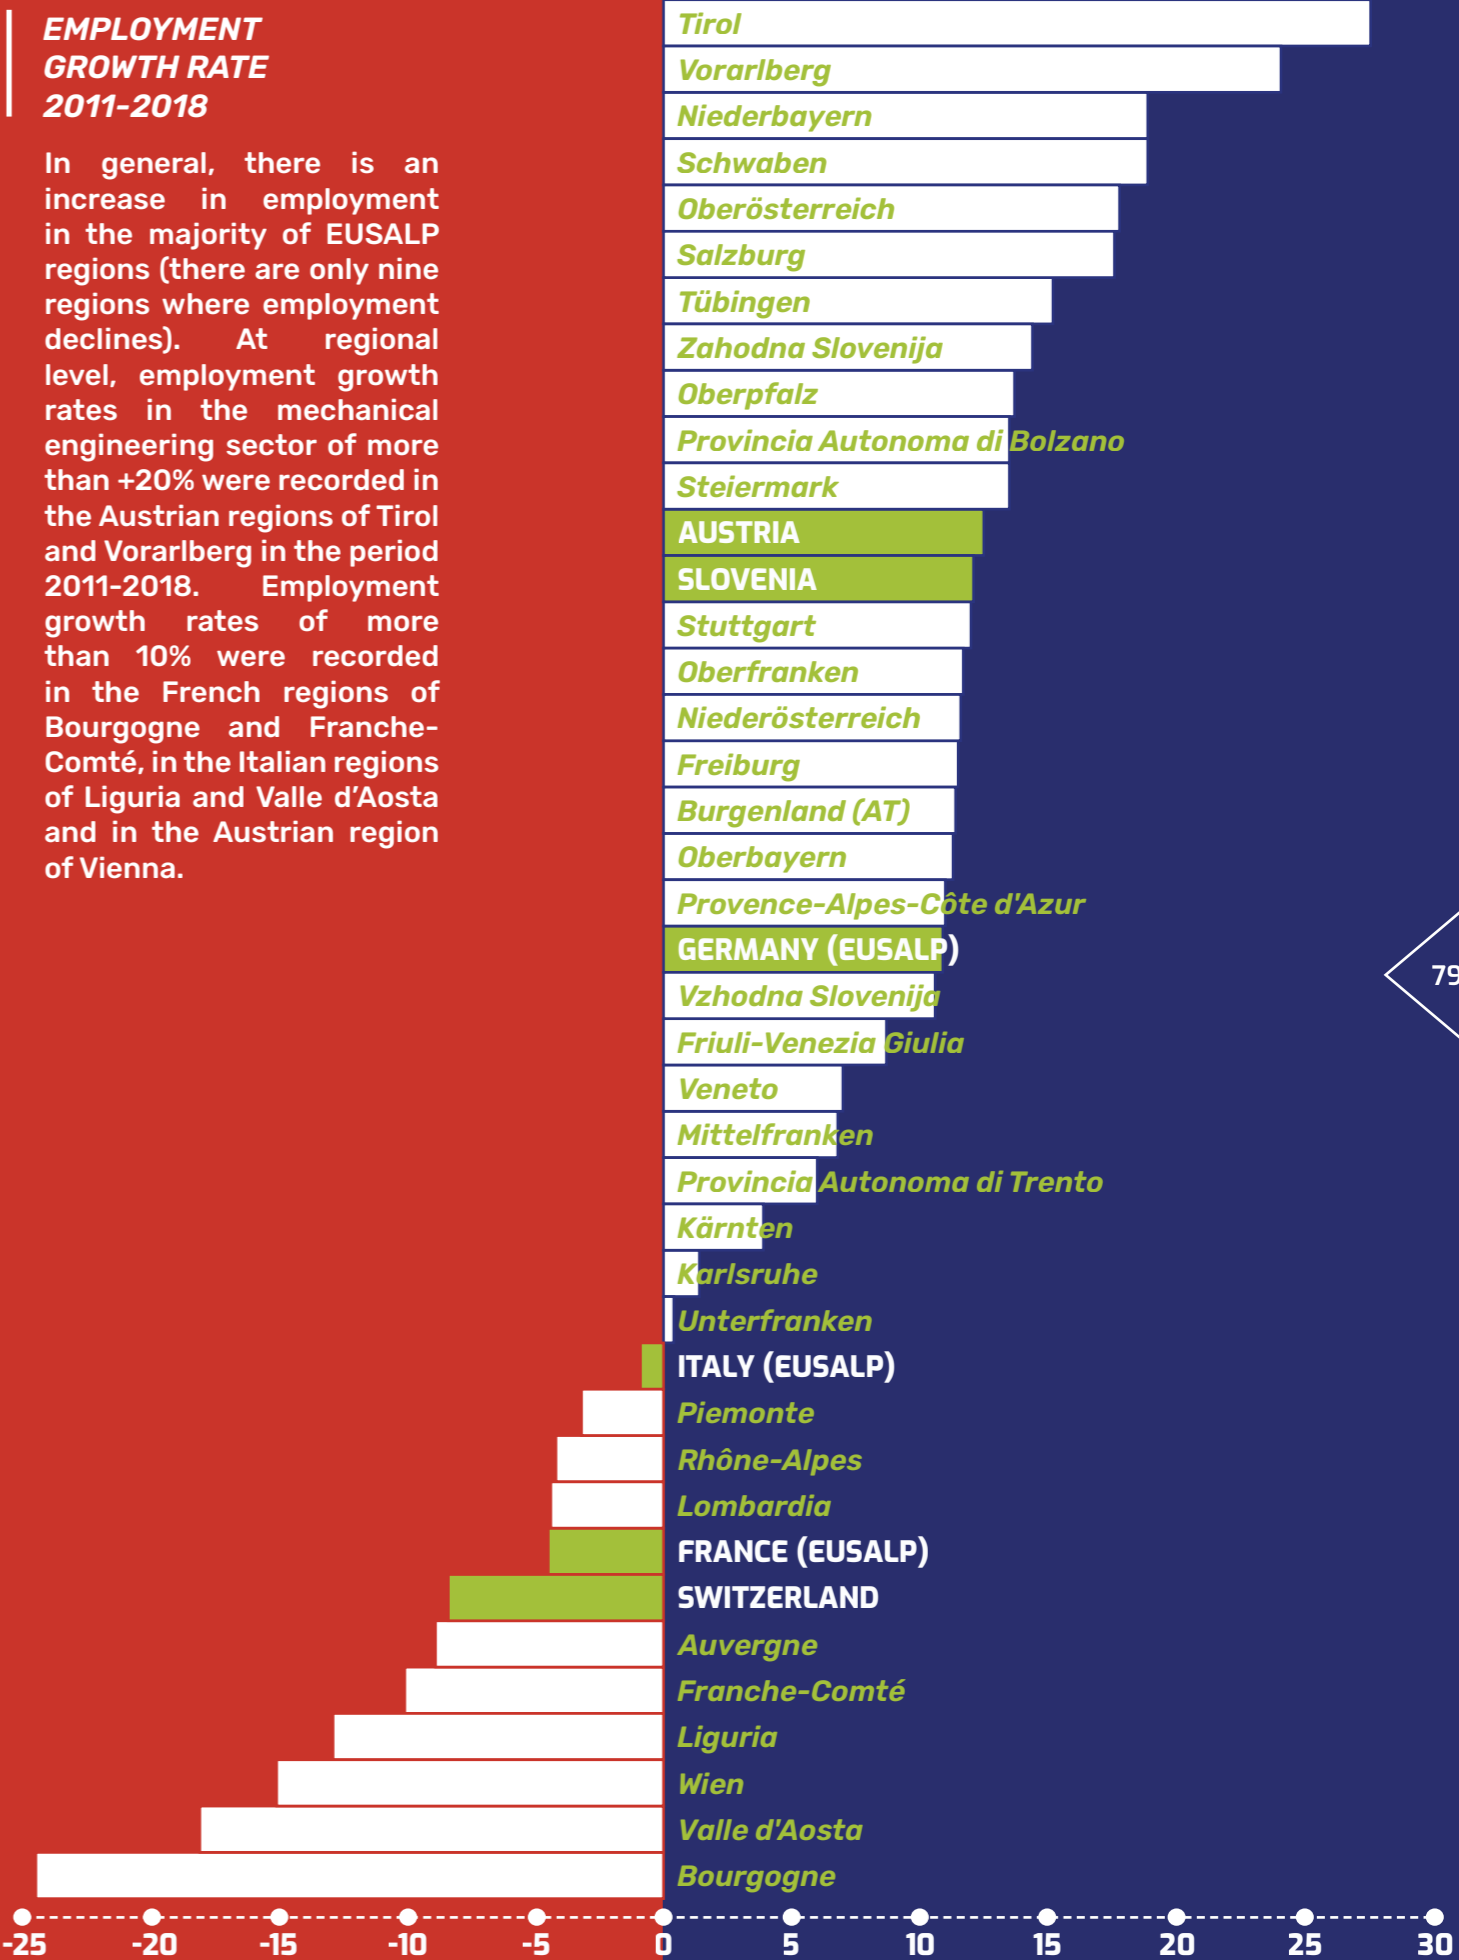 EMPLOYMENT
GROWTH RATE
2011-2018
In general, there is an
increase in employment
in the majority of EUSALP
regions (there are only nine
regions where employment
declines). At regional
level, employment growth
rates in the mechanical
engineering sector of more
than +20% were recorded in
the Austrian regions of Tirol
and Vorarlberg in the period
2011-2018. Employment
growth rates of more
than 10% were recorded
in the French regions of
Bourgogne and Franche-
Comté, in the Italian regions
of Liguria and Valle d'Aosta
and in the Austrian region
of Vienna.
Tirol
Vorarlberg
Niederbayern
Schwaben
Oberösterreich
Salzburg
Tübingen
Zahodna Slovenija
Oberpfalz
Provincia Autonoma di Bolzano
Steiermark
AUSTRIA
SLOVENIA
Stuttgart
Oberfranken
Niederösterreich
Freiburg
Burgenland (AT)
Oberbayern
Provence-Alpes-Côte d'Azur
GERMANY (EUSALP)
Vzhodna Slovenija
Friuli-Venezia Giulia
Veneto
Mittelfranken
Provincia Autonoma di Trento
Kärnten
Karlsruhe
Unterfranken
ITALY (EUSALP)
Piemonte
Rhône-Alpes
Lombardia
FRANCE (EUSALP)
SWITZERLAND
Auvergne
Franche-Comté
Liguria
Wien
Valle d'Aosta
Bourgogne
-25 -20 -15 -10 -5 0 5 10 15 20 25 30
79